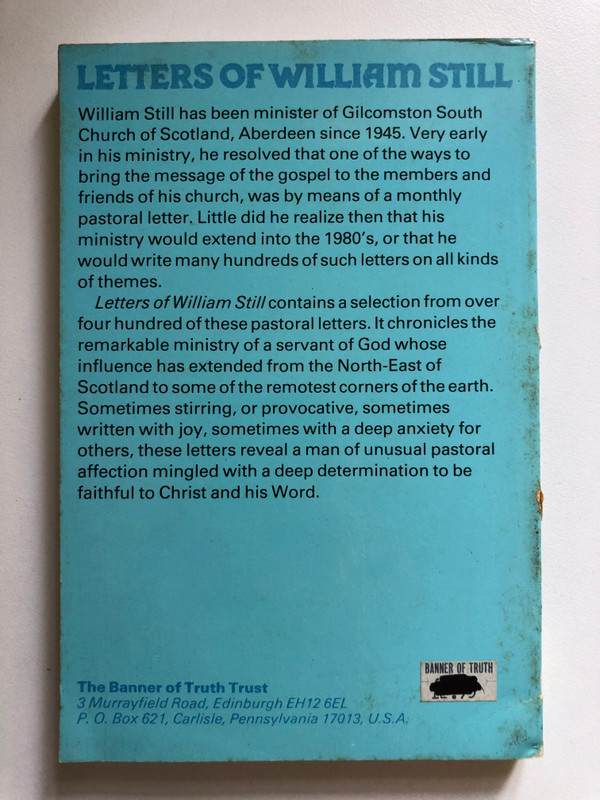 LETTERS OF WILLIAM STILL
William Still has been minister of Gilcomston South
Church of Scotland, Aberdeen since 1945. Very early
in his ministry, he resolved that one of the ways to
bring the message of the gospel to the members and
friends of his church, was by means of a monthly
pastoral letter. Little did he realize then that his
ministry would extend into the 1980's, or that he
would write many hundreds of such letters on all kinds
of themes.
Letters of William Still contains a selection from over
four hundred of these pastoral letters. It chronicles the
remarkable ministry of a servant of God whose
influence has extended from the North-East of
Scotland to some of the remotest corners of the earth.
Sometimes stirring, or provocative, sometimes
written with joy, sometimes with a deep anxiety for
others, these letters reveal a man of unusual pastoral
affection mingled with a deep determination to be
faithful to Christ and his Word.
BANNER OF TRUTH
The Banner of Truth Trust
3 Murrayfield Road, Edinburgh EH12 6EL
P. O. Box 621, Carlisle, Pennsylvania 17013, U.S.A.